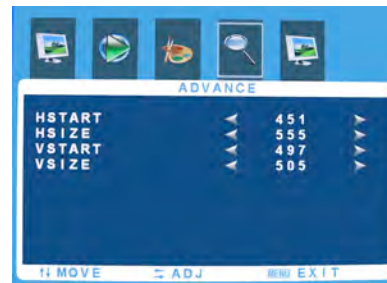 ADVANCE
HSTART 451
HSIZE 555
VSTART 497
VSIZE 505
MOVE ADJ MENU EXIT